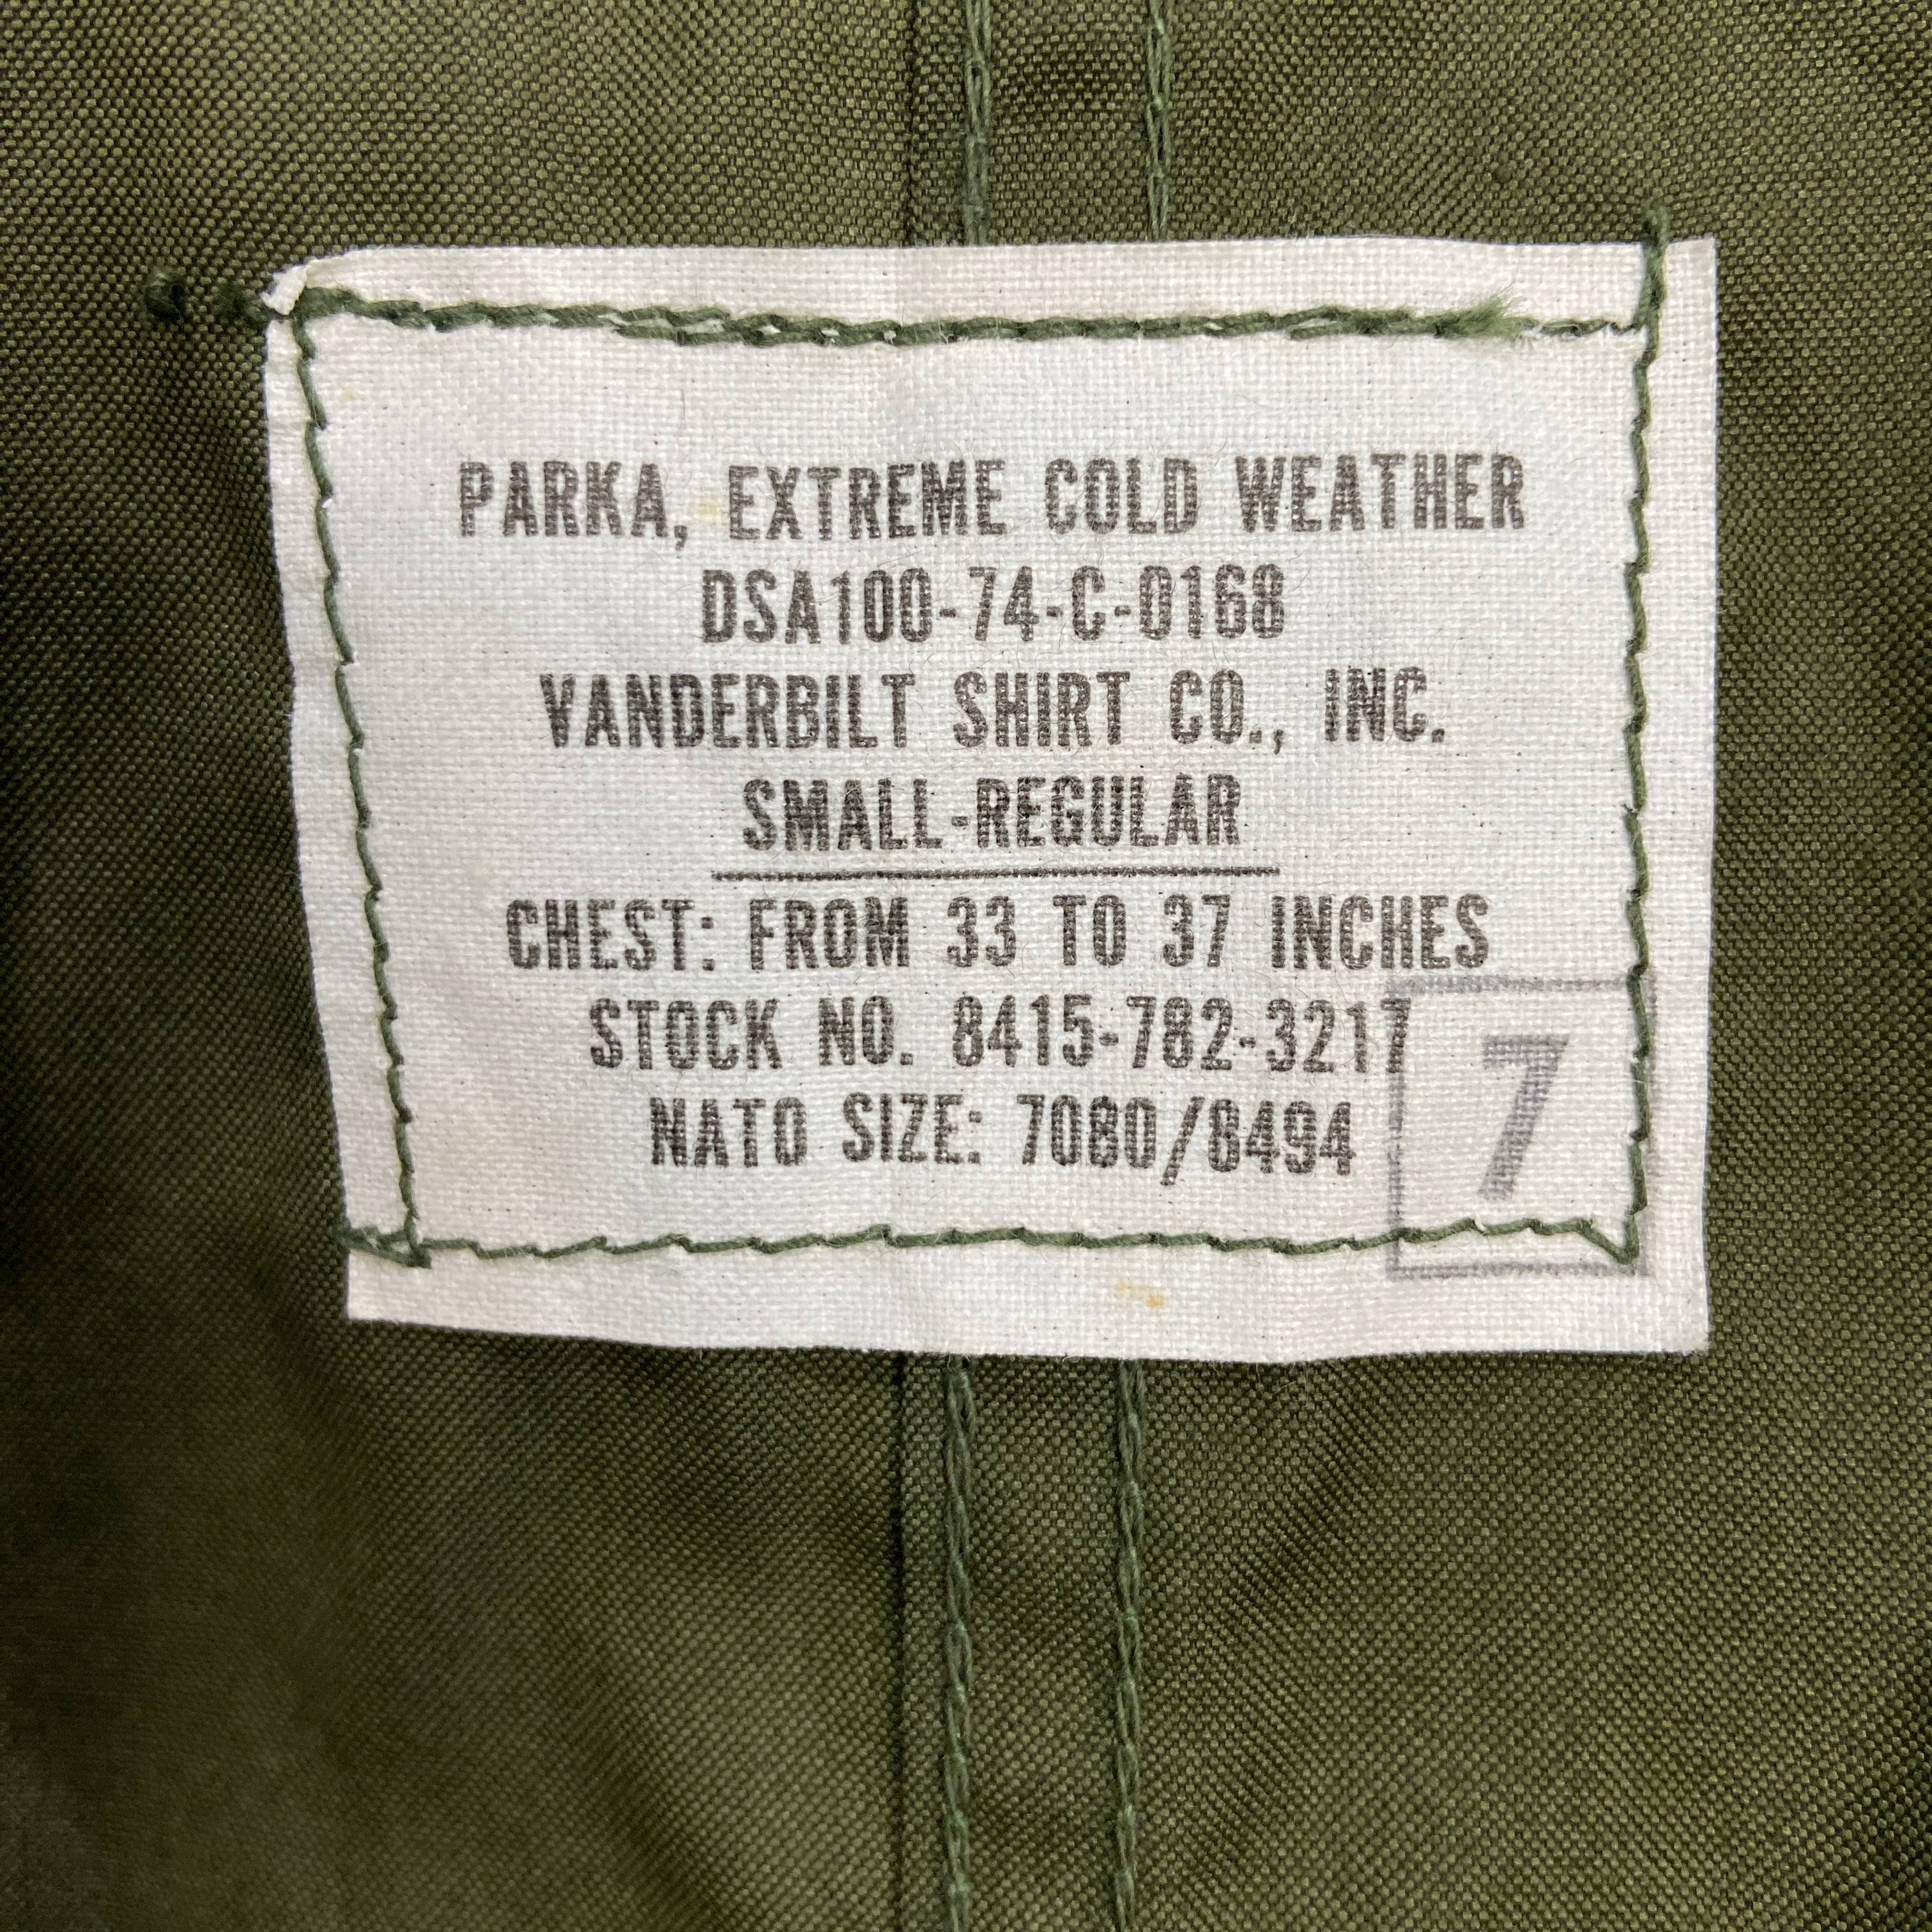 PARKA, EXTREME COLD WEATHER
DSA100-74-C-0168
VANDERBILT SHIRT CO., INC.
SMALL-REGULAR
CHEST: FROM 33 TO 37 INCHES
STOCK NO. 8415-782-3217
NATO SIZE: 7080/8494
7